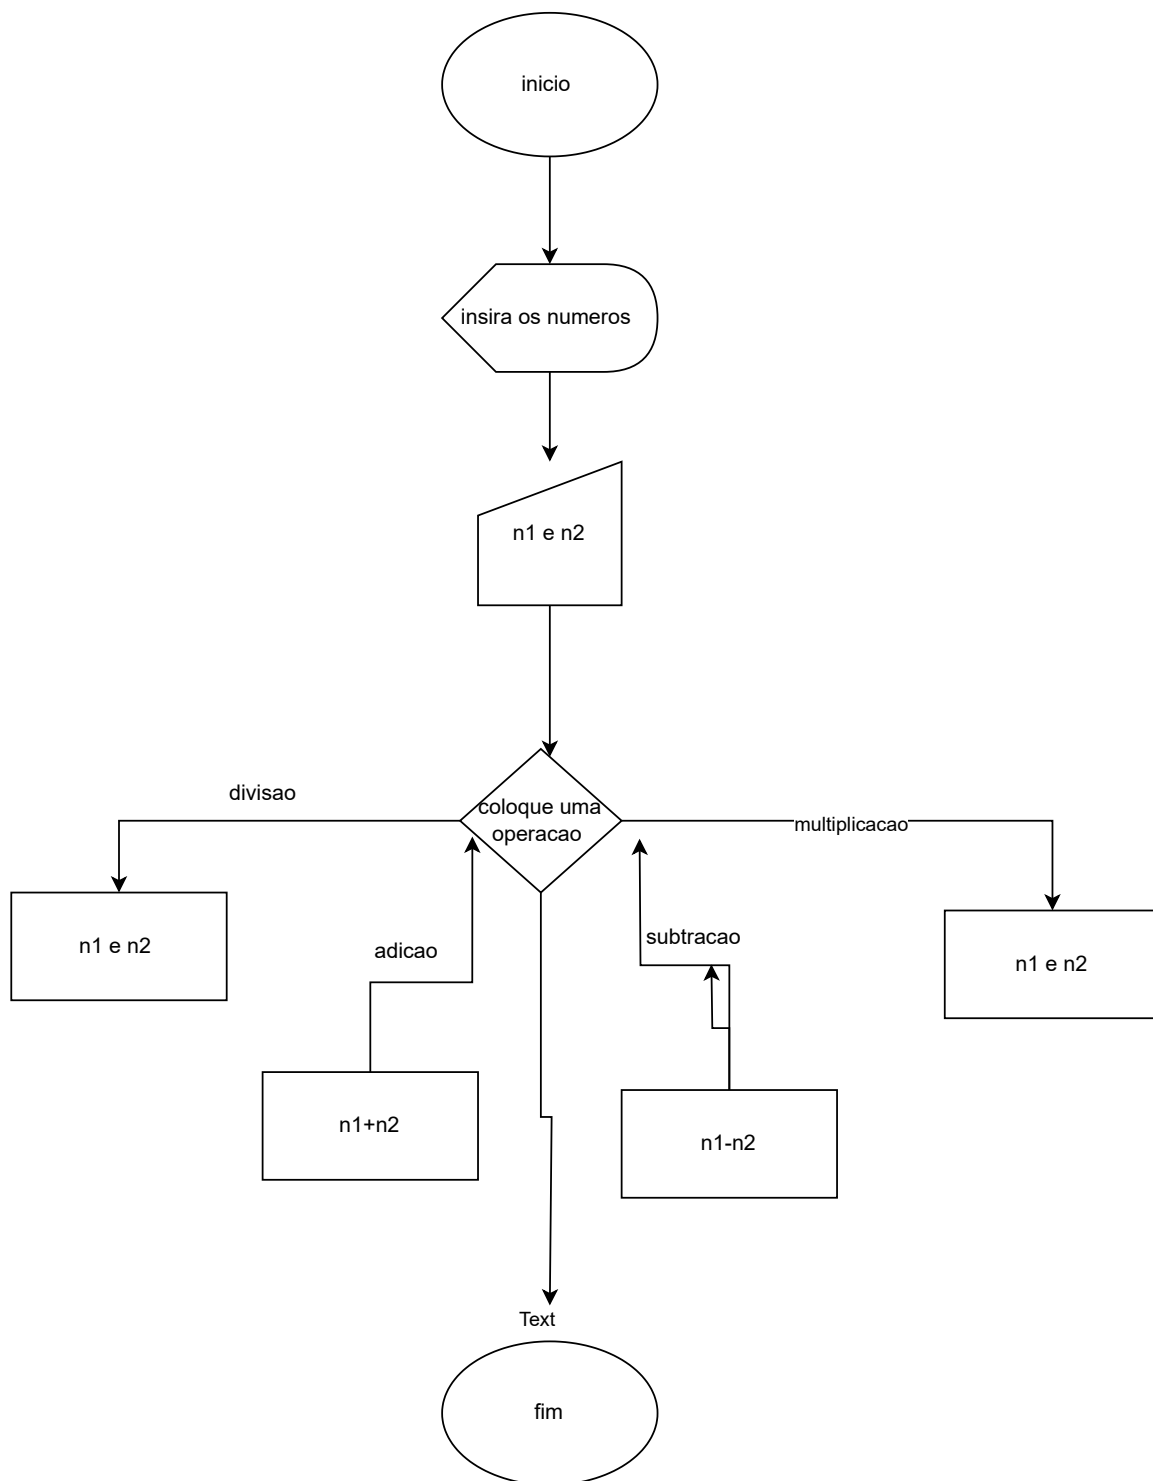 inicio
insira os numeros
n1 e n2
coloque uma
operacao
divisao
multiplicacao
n1 e n2
adicao
subtracao
n1 e n2
n1+n2
n1-n2
Text
fim